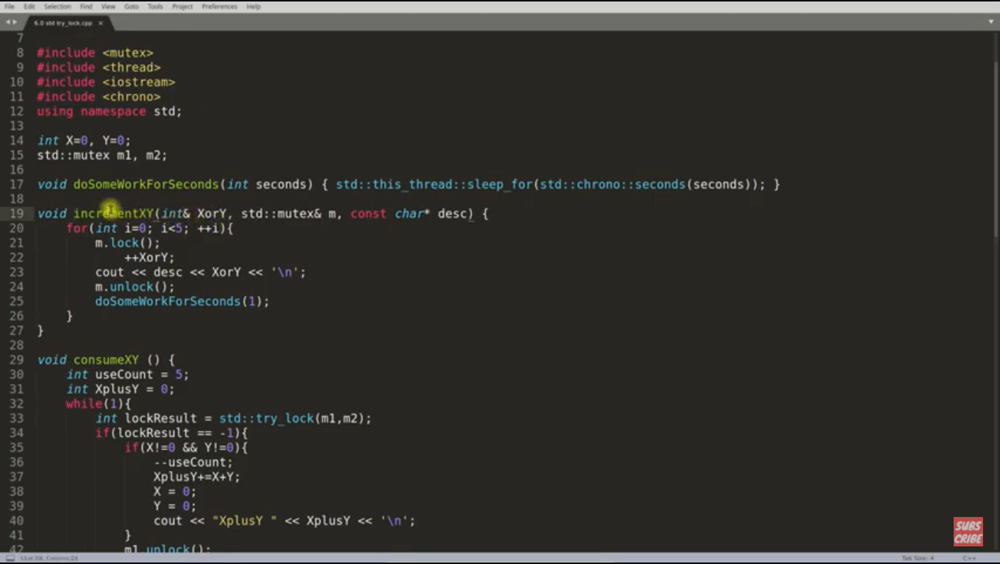 File Edit Selection Find View Goto Tools Project Preferences Help
6.0 std try_lock.cpp ×
7
8 #include <mutex>
9 #include <thread>
10 #include <iostream>
11 #include <chrono>
12 using namespace std;
13
14 int X=0, Y=0;
15 std::mutex m1, m2;
16
17 void doSomeWorkForSeconds(int seconds) { std::this_thread::sleep_for(std::chrono::seconds(seconds)); }
18
19 void incrementXY(int& XorY, std::mutex& m, const char* desc) {
20 for(int i=0; i<5; ++i){
21 m.lock();
22 ++XorY;
23 cout << desc << XorY << '\n';
24 m.unlock();
25 doSomeWorkForSeconds(1);
26 }
27 }
28
29 void consumeXY () {
30 int useCount = 5;
31 int XplusY = 0;
32 while(1){
33 int lockResult = std::try_lock(m1,m2);
34 if(lockResult == -1){
35 if(X!=0 && Y!=0){
36 --useCount;
37 XplusY+=X+Y;
38 X = 0;
39 Y = 0;
40 cout << "XplusY " << XplusY << '\n';
41 }
42 m1.unlock();
SUBS
CRIBE
Tab Size: 4 C++